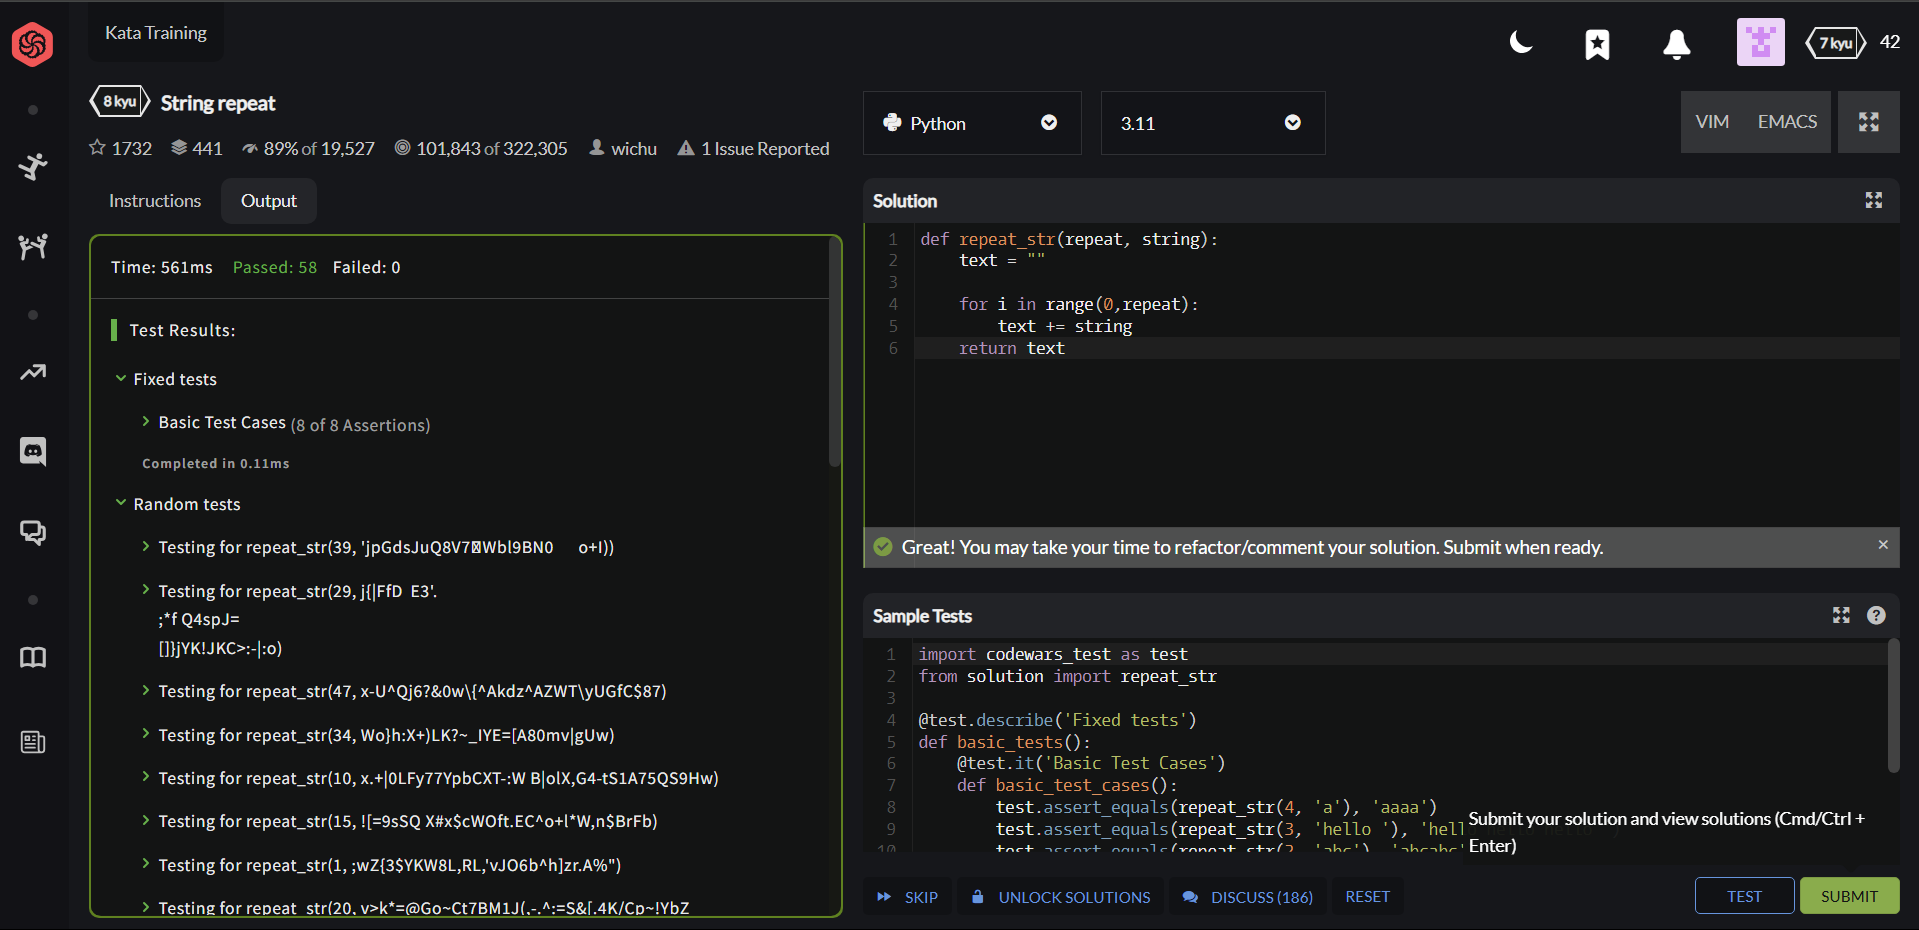 Kata Training
7 kyu 42
8 kyu String repeat
1732 441 89% of 19,527 101,843 of 322,305 wichu 1 Issue Reported
Instructions Output
Time: 561ms Passed: 58 Failed: 0
Test Results:
Fixed tests
Basic Test Cases (8 of 8 Assertions)
Completed in 0.11ms
Random tests
Testing for repeat_str(39, 'jpGdsJuQ8V7Wbl9BN0 o+I))
Testing for repeat_str(29, j{|FfD E3'.
;*f Q4spJ=
[]}jYK!JKC>:-|:o)
Testing for repeat_str(47, x-U^Qj6?&0w\{^Akdz^AZWT\yUGfC$87)
Testing for repeat_str(34, Wo}h:X+)LK?~_IYE=[A80mv|gUw)
Testing for repeat_str(10, x.+|0LFy77YpbCXT-:W B|olX,G4-tS1A75QS9Hw)
Testing for repeat_str(15, ![=9sSQ X#x$cWOft.EC^o+l*W,n$BrFb)
Testing for repeat_str(1, ;wZ{3$YKW8L,RL,'vJO6b^h]zr.A%")
Testing for repeat_str(20, v>k*=@Go~Ct7BM1J(,-.^:=S&[.4K/Cp~!YbZ
Python 3.11 VIM EMACS
Solution
1 def repeat_str(repeat, string):
2 text = ""
3
4 for i in range(0,repeat):
5 text += string
6 return text
Great! You may take your time to refactor/comment your solution. Submit when ready. ×
Sample Tests
1 import codewars_test as test
2 from solution import repeat_str
3
4 @test.describe('Fixed tests')
5 def basic_tests():
6 @test.it('Basic Test Cases')
7 def basic_test_cases():
8 test.assert_equals(repeat_str(4, 'a'), 'aaaa')
9 test.assert_equals(repeat_str(3, 'hello '), 'hell
10 test.assert_equals(repeat_str(2, 'abc'), 'abcabc'
Submit your solution and view solutions (Cmd/Ctrl +
Enter)
SKIP UNLOCK SOLUTIONS DISCUSS (186) RESET TEST SUBMIT